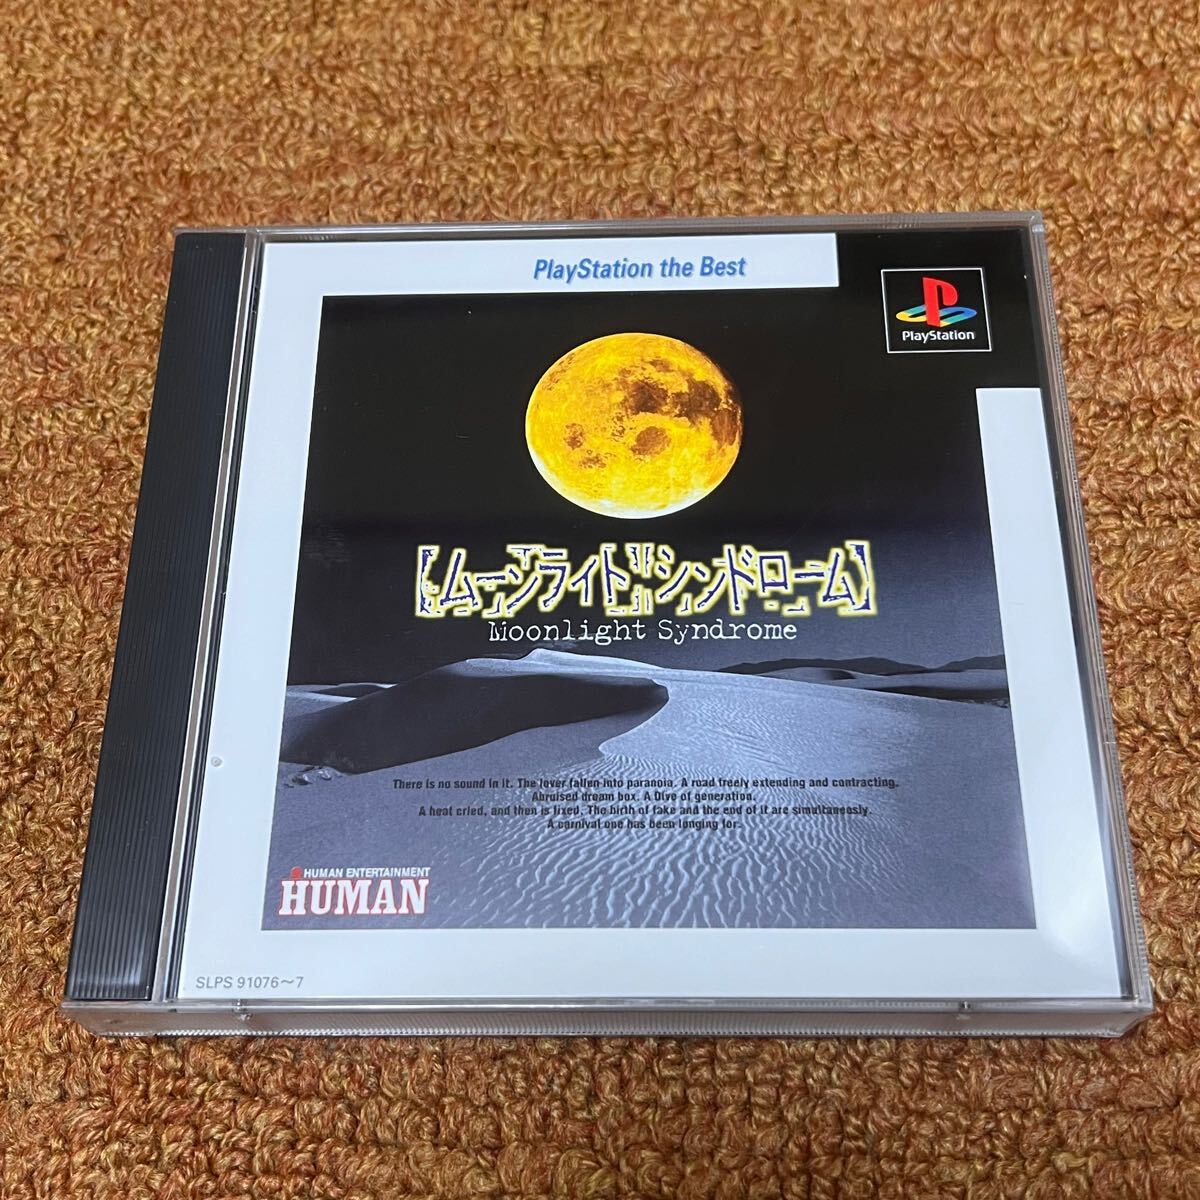 PlayStation the Best
PlayStation
【ムーンライトシンドローム】
Moonlight Syndrome
There is no sound in it. The lover fallen into paranoia. A road freely extending and contracting.
Abruised dream box. A Dive of generation.
A heat cried, and then is fixed. The birth of fake and the end of it are simultaneously.
A carnival one has been longing for.
HUMAN ENTERTAINMENT
HUMAN
SLPS 91076〜7